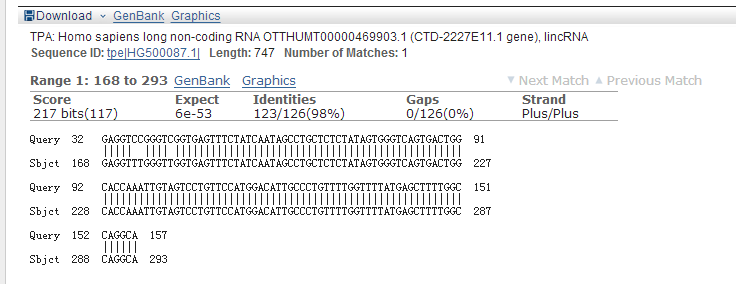 Download GenBank Graphics
TPA: Homo sapiens long non-coding RNA OTTHUMT00000469903.1 (CTD-2227E11.1 gene), lincRNA
Sequence ID: tpe|HG500087.1| Length: 747 Number of Matches: 1
Range 1: 168 to 293 GenBank Graphics Next Match Previous Match
Score Expect Identities Gaps Strand
217 bits(117) 6e-53 123/126(98%) 0/126(0%) Plus/Plus
Query 32 GAGGTCCGGGTCGGTGAGTTTCTATCAATAGCCTGCTCTCTATAGTGGGTCAGTGACTGG 91
Sbjct 168 GAGGTTTGGGTTGGTGAGTTTCTATCAATAGCCTGCTCTCTATAGTGGGTCAGTGACTGG 227
Query 92 CACCAAATTGTAGTCCTGTTCCATGGACATTGCCCTGTTTTGGTTTTATGAGCTTTTGGC 151
Sbjct 228 CACCAAATTGTAGTCCTGTTCCATGGACATTGCCCTGTTTTGGTTTTATGAGCTTTTGGC 287
Query 152 CAGGCA 157
Sbjct 288 CAGGCA 293